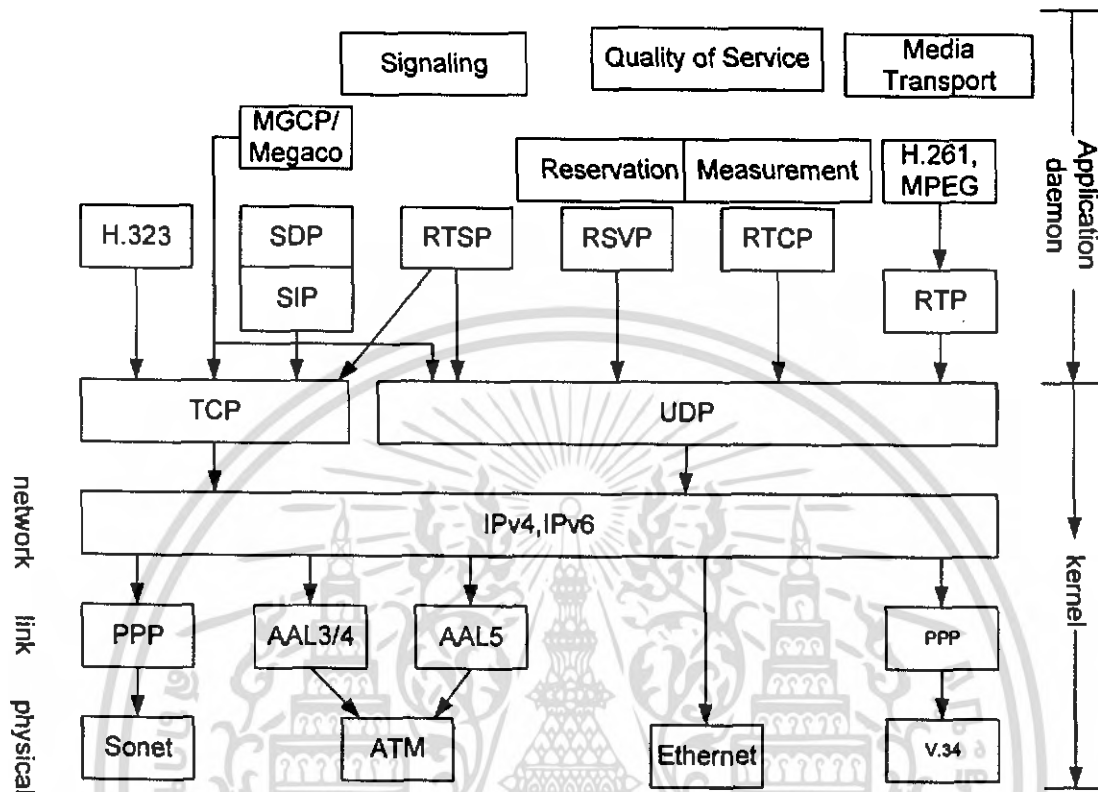 Signaling
Quality of Service
Media
Transport
MGCP/
Megaco
Reservation
Measurement
H.261,
MPEG
H.323
SDP
RTSP
RSVP
RTCP
SIP
RTP
Application
daemon
TCP
UDP
IPv4,IPv6
network
link
physical
kernel
PPP
AAL3/4
AAL5
PPP
Sonet
ATM
Ethernet
V.34